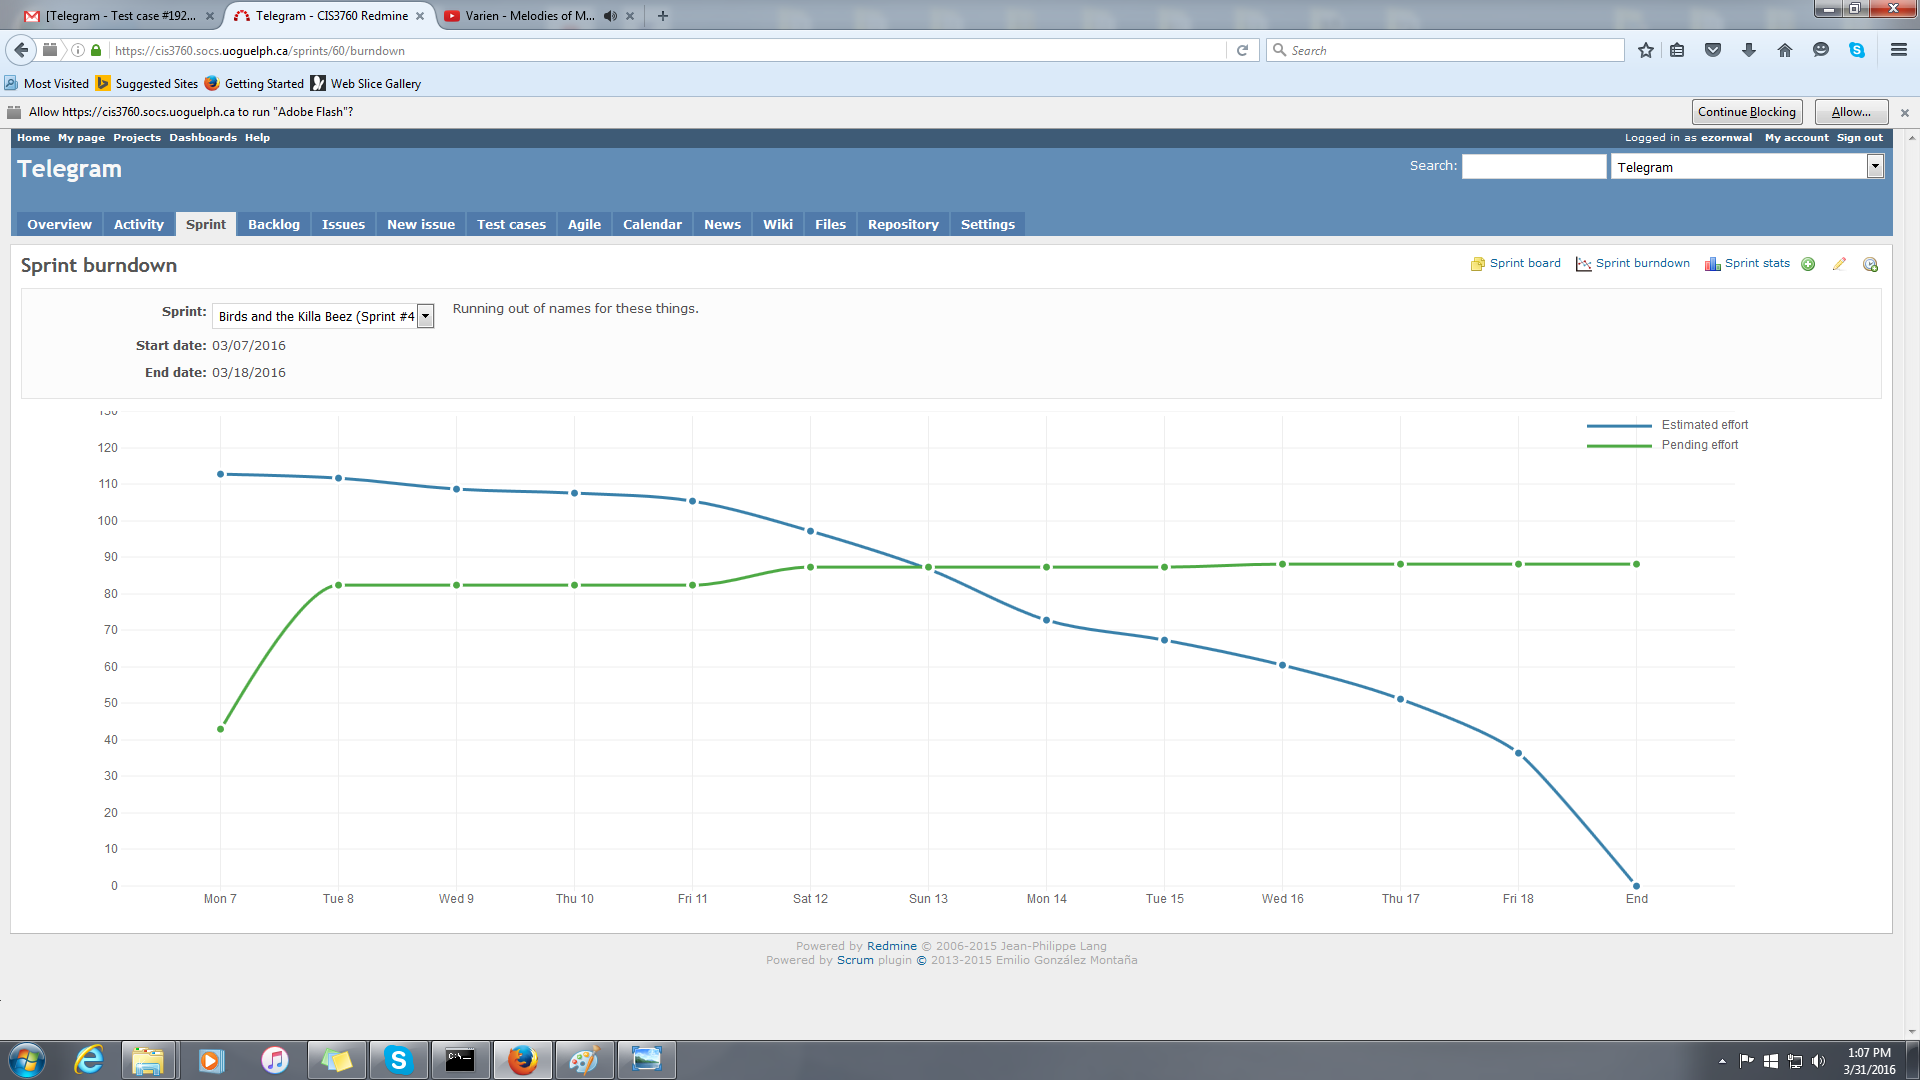 [Telegram - Test case #192...
Telegram - CIS3760 Redmine
Varien - Melodies of M...
https://cis3760.socs.uoguelph.ca/sprints/60/burndown
Search
Most Visited
Suggested Sites
Getting Started
Web Slice Gallery
Allow https://cis3760.socs.uoguelph.ca to run "Adobe Flash"?
Continue Blocking
Allow...
Home My page Projects Dashboards Help
Logged in as ezornwal My account Sign out
Telegram
Search:
Telegram
Overview Activity Sprint Backlog Issues New issue Test cases Agile Calendar News Wiki Files Repository Settings
Sprint burndown
Sprint board Sprint burndown Sprint stats
Sprint: Birds and the Killa Beez (Sprint #4
Running out of names for these things.
Start date: 03/07/2016
End date: 03/18/2016
130
120
110
100
90
80
70
60
50
40
30
20
10
0
Estimated effort
Pending effort
Mon 7 Tue 8 Wed 9 Thu 10 Fri 11 Sat 12 Sun 13 Mon 14 Tue 15 Wed 16 Thu 17 Fri 18 End
Powered by Redmine © 2006-2015 Jean-Philippe Lang
Powered by Scrum plugin © 2013-2015 Emilio González Montaña
C:\_
1:07 PM
3/31/2016